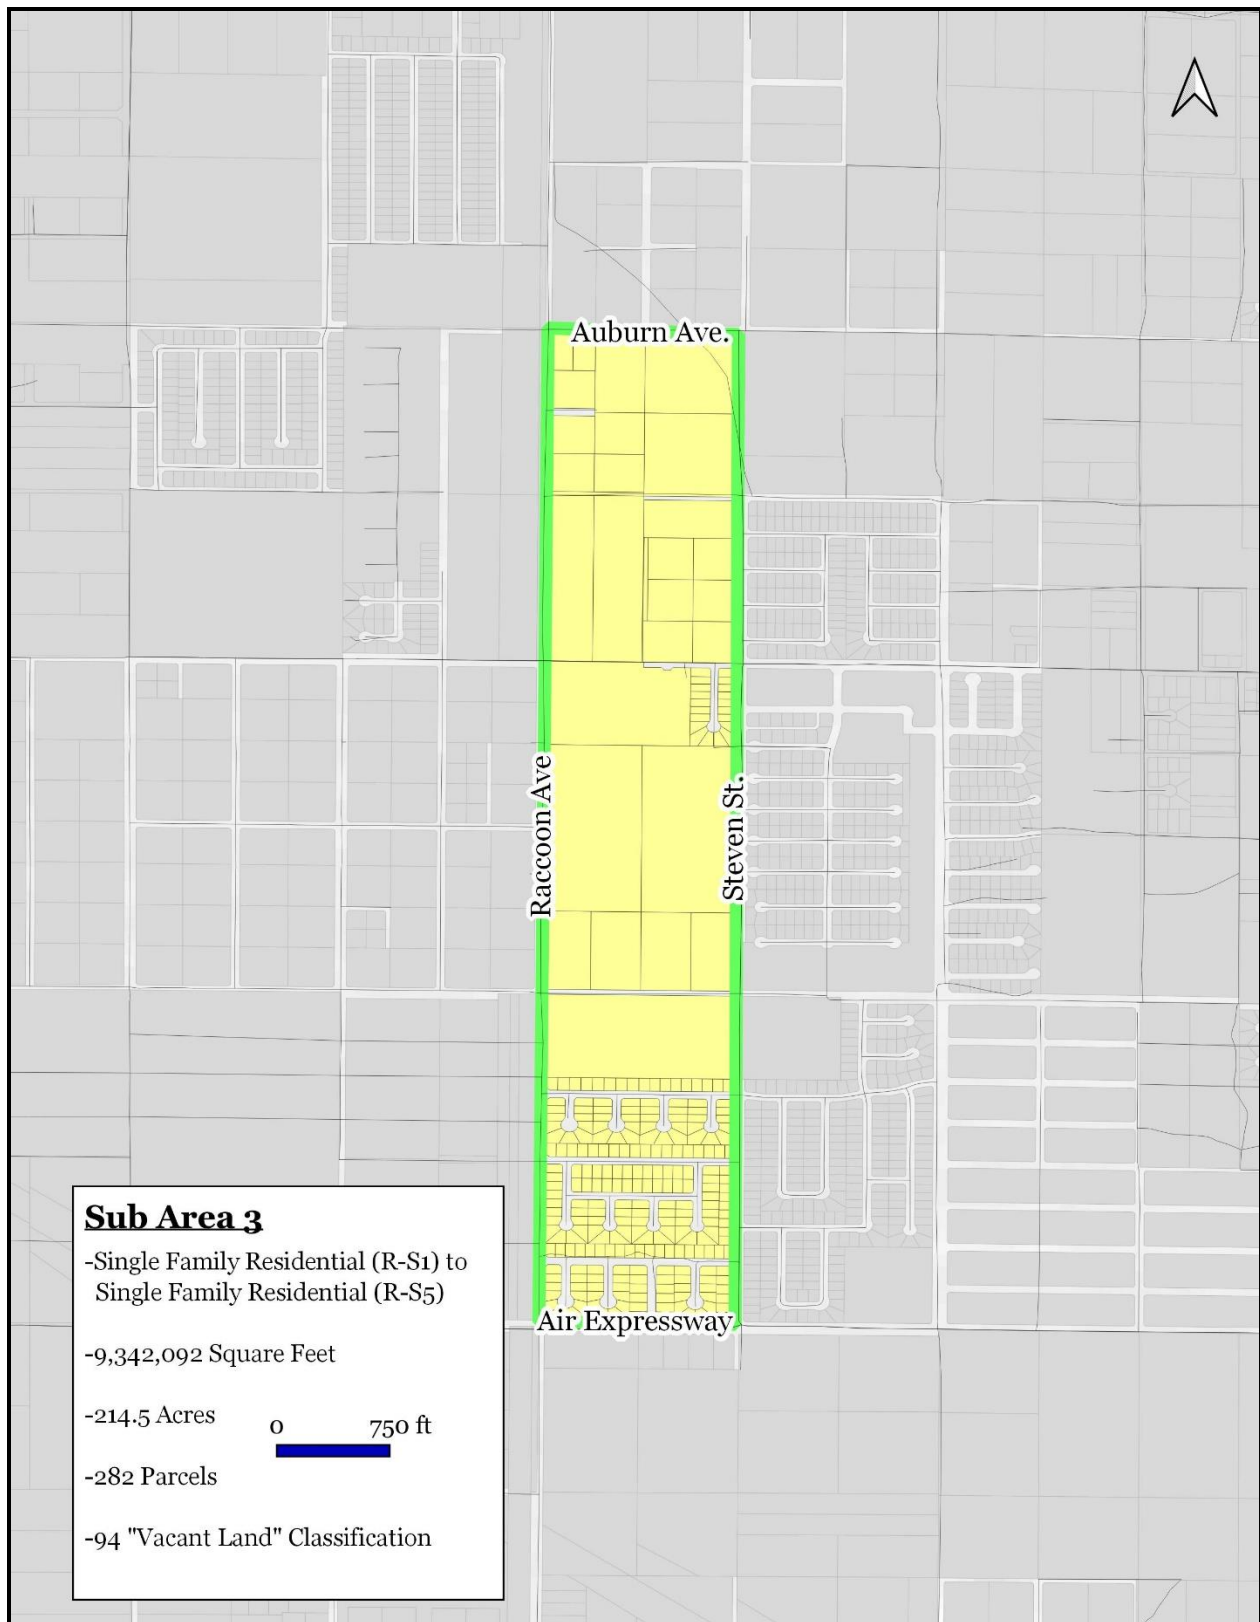 Auburn Ave.
Raccoon Ave
Steven St.
Air Expressway
Sub Area 3
-Single Family Residential (R-S1) to
Single Family Residential (R-S5)
-9,342,092 Square Feet
-214.5 Acres
0 750 ft
-282 Parcels
-94 "Vacant Land" Classification